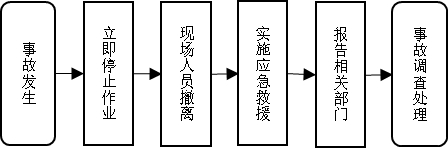 事故发生
立即停止作业
现场人员撤离
实施应急救援
报告相关部门
事故调查处理